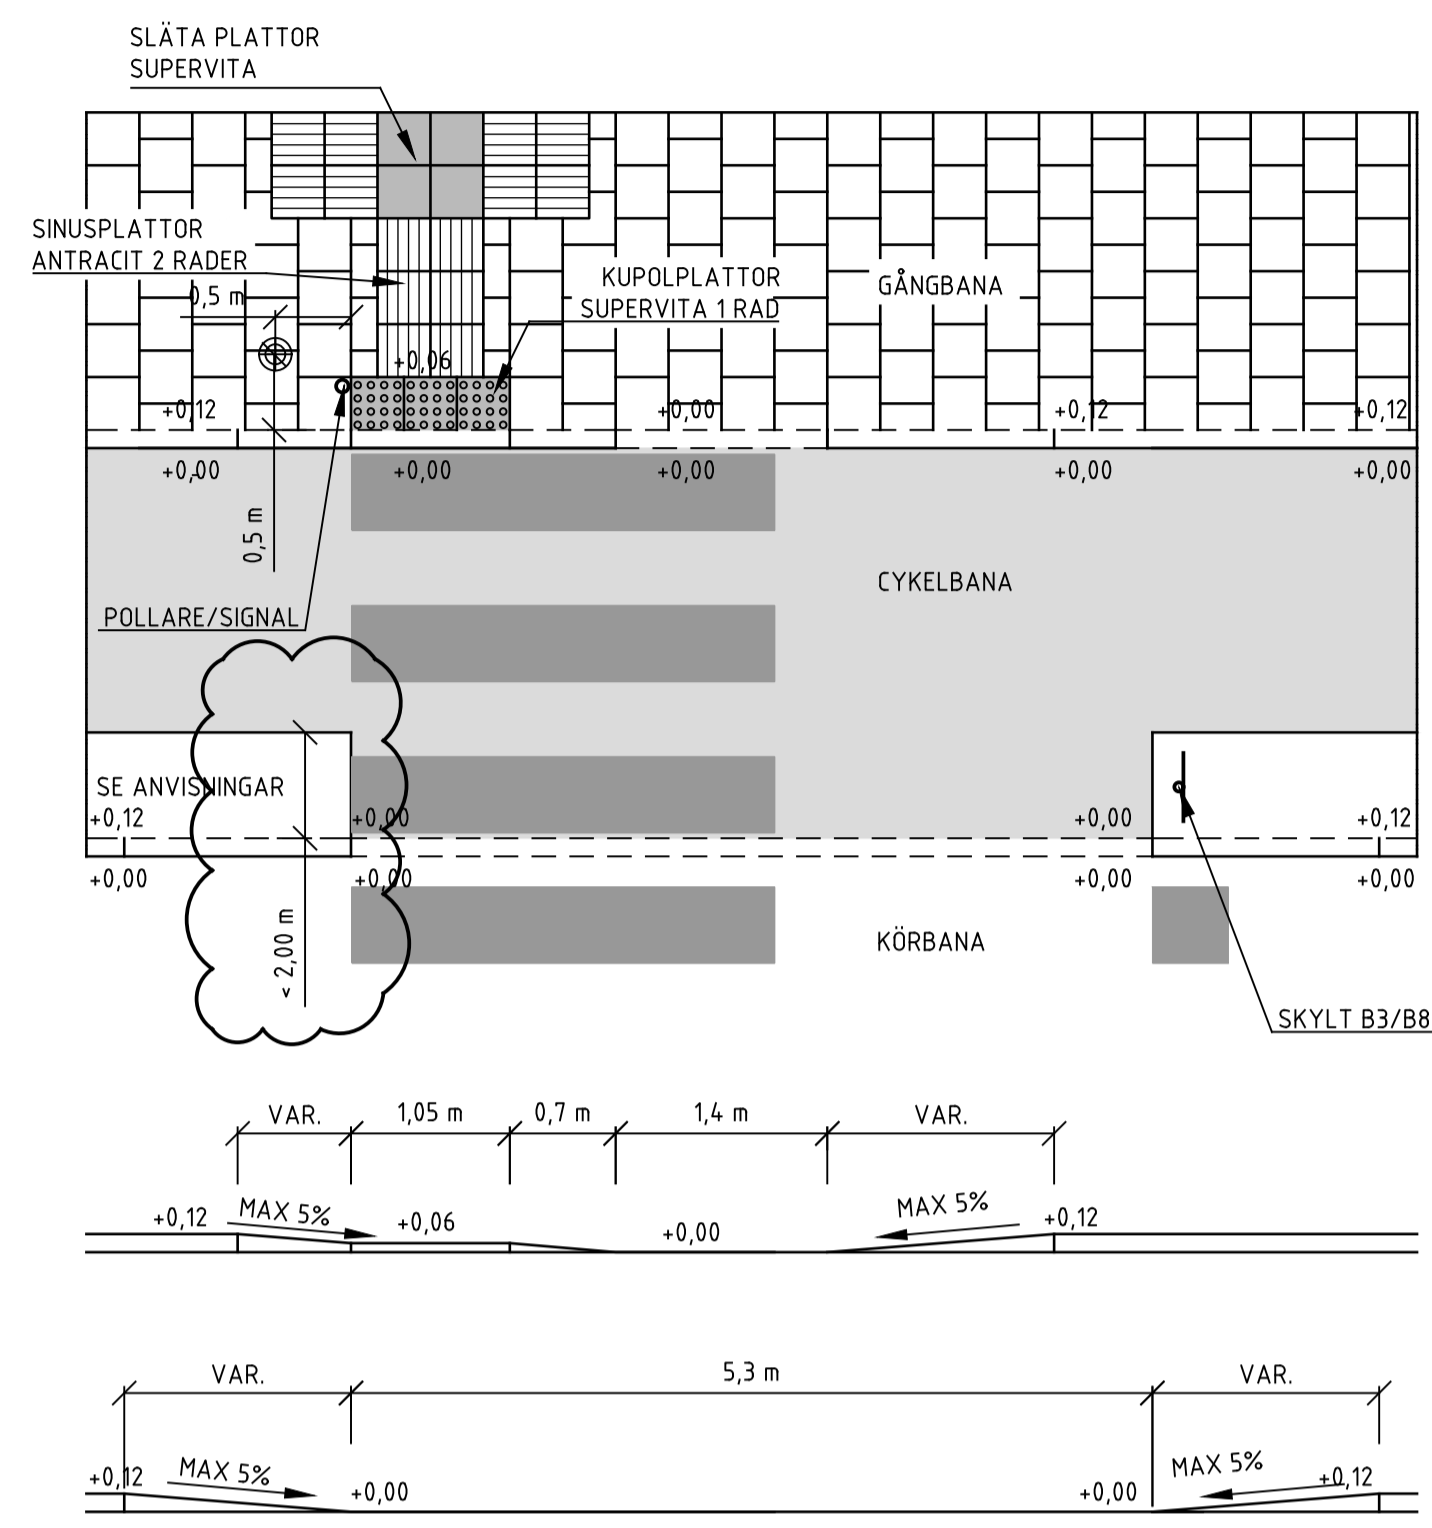 SLÄTA PLATTOR
SUPERVITA
SINUSPLATTOR
ANTRACIT 2 RADER
0,5 m
KUPOLPLATTOR
SUPERVITA 1 RAD
GÅNGBANA
+0,06
+0,12
+0,00
+0,12
+0,12
+0,00
+0,00
+0,00
+0,00
+0,00
0,5 m
CYKELBANA
POLLARE/SIGNAL
SE ANVISNINGAR
+0,12
+0,00
+0,00
+0,12
+0,00
+0,00
+0,00
+0,00
< 2,00 m
KÖRBANA
SKYLT B3/B8
VAR.
1,05 m
0,7 m
1,4 m
VAR.
+0,12
MAX 5%
+0,06
+0,00
MAX 5%
+0,12
VAR.
5,3 m
VAR.
+0,12
MAX 5%
+0,00
+0,00
MAX 5%
+0,12